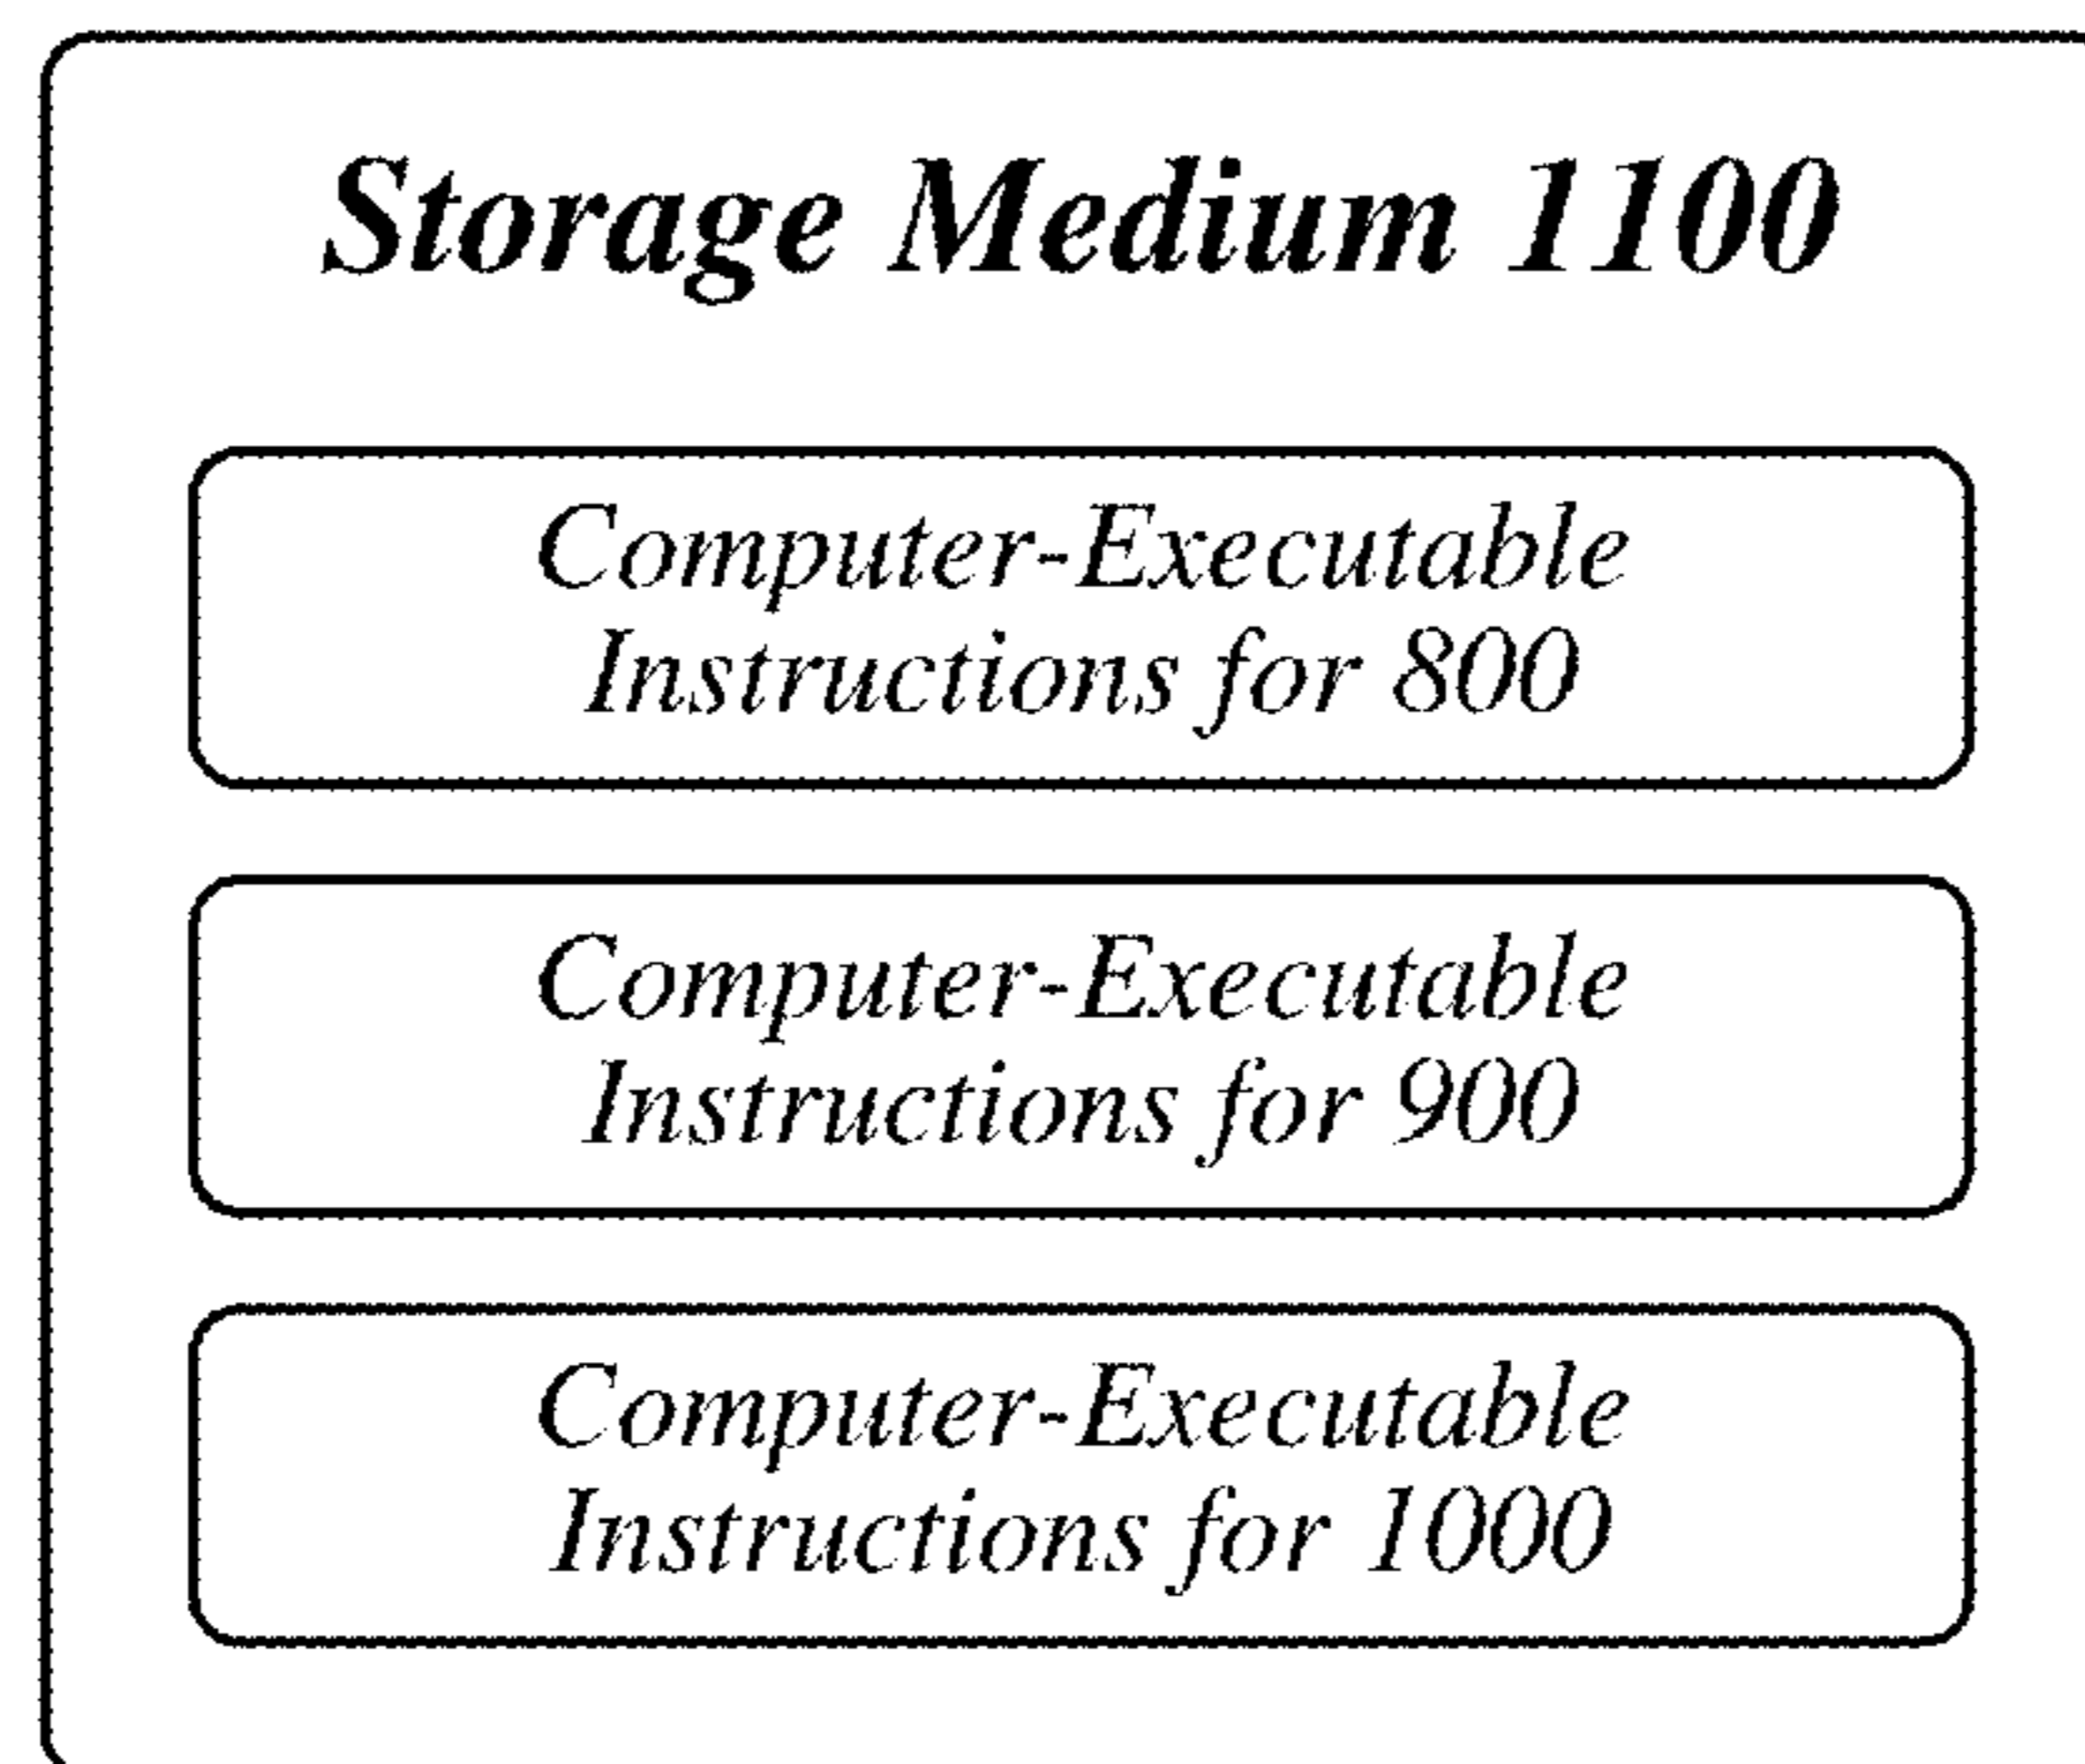 Storage Medium 1100
Computer-Executable
Instructions for 800
Computer-Executable
Instructions for 900
Computer-Executable
Instructions for 1000